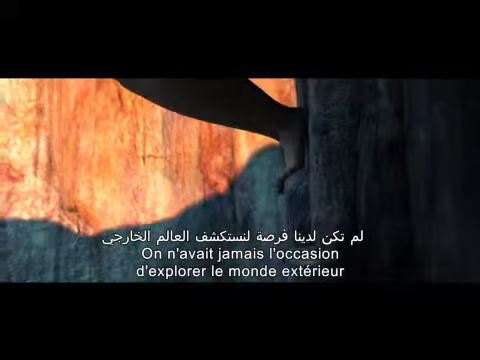 لم تكن لدينا فرصة لنستكشف العالم الخارجي
On n'avait jamais l'occasion
d'explorer le monde extérieur